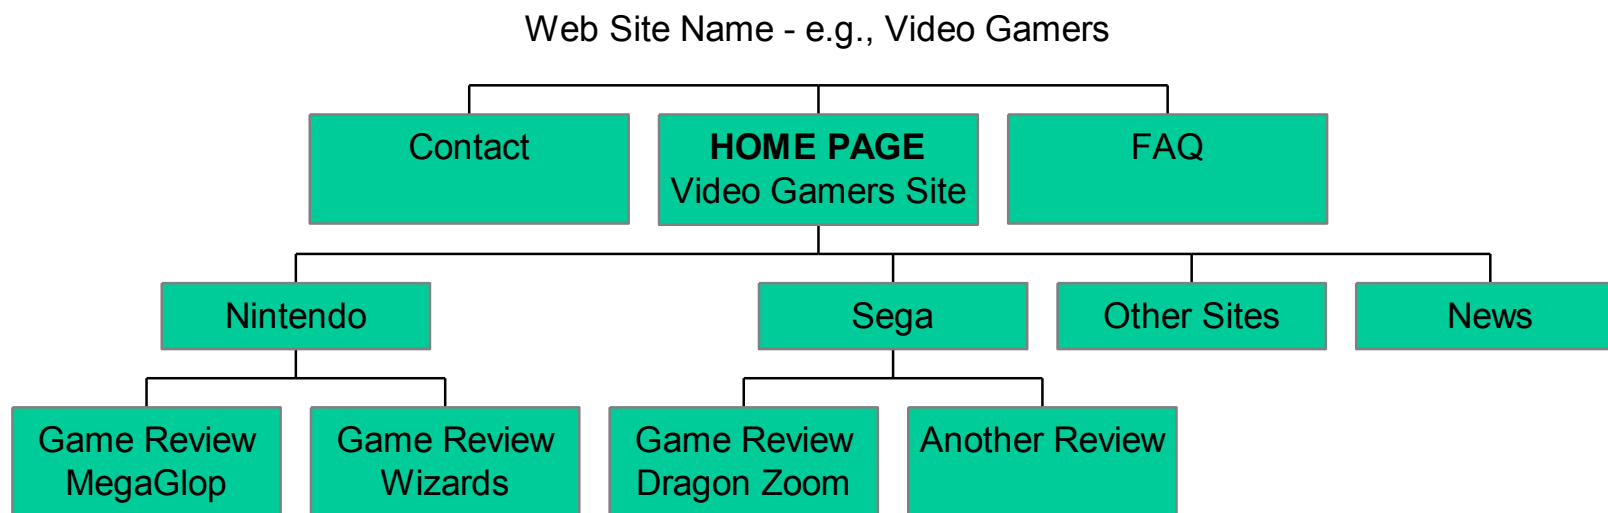 Web Site Name - e.g., Video Gamers
Contact
HOME PAGE
Video Gamers Site
FAQ
Nintendo
Sega
Other Sites
News
Game Review
MegaGlop
Game Review
Wizards
Game Review
Dragon Zoom
Another Review